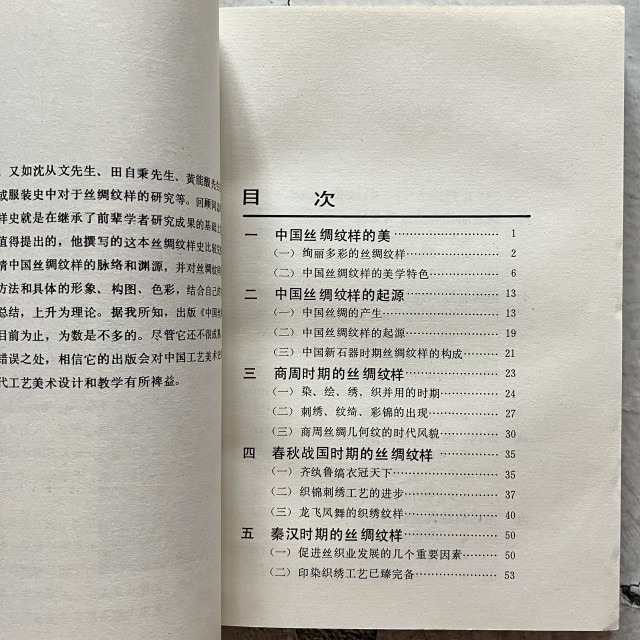 又如沈从文先生、田自秉先生、黄能馥先生
或服装史中对于丝绸纹样的研究等。回顾
样史就是在继承了前辈学者研究成果的基础上
值得提出的，他撰写的这本丝绸纹样史比较
清中国丝绸纹样的脉络和渊源，并对丝绸纹样
方法和具体的形象、构图、色彩，结合自己的
总结，上升为理论。据我所知，出版《中国丝
目前为止，为数是不多的。尽管它还不很成熟
错误之处，相信它的出版会对中国工艺美术
代工艺美术设计和教学有所裨益。
目 次
一 中国丝绸纹样的美 1
（一）绚丽多彩的丝绸纹样 2
（二）中国丝绸纹样的美学特色 6
二 中国丝绸纹样的起源 13
（一）中国丝绸的产生 13
（二）中国丝绸纹样的起源 19
（三）中国新石器时期丝绸纹样的构成 21
三 商周时期的丝绸纹样 23
（一）染、绘、绣、织并用的时期 24
（二）刺绣、纹绮、彩锦的出现 27
（三）商周丝绸几何纹的时代风貌 30
四 春秋战国时期的丝绸纹样 35
（一）齐纨鲁缟衣冠天下 35
（二）织锦刺绣工艺的进步 37
（三）龙飞凤舞的织绣纹样 40
五 秦汉时期的丝绸纹样 50
（一）促进丝织业发展的几个重要因素 50
（二）印染织绣工艺已臻完备 53